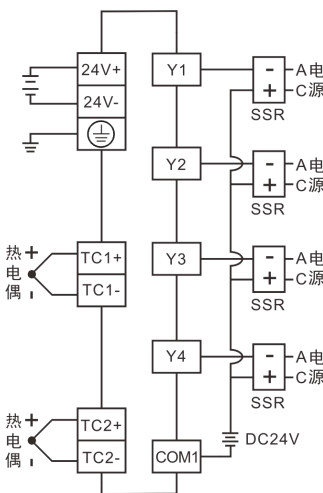 24V+
24V-
热
电
偶
+
-
TC1+
TC1-
热
电
偶
+
-
TC2+
TC2-
Y1
Y2
Y3
Y4
COM1
- A电
+ C源
SSR
- A电
+ C源
SSR
- A电
+ C源
SSR
- A电
+ C源
SSR
DC24V